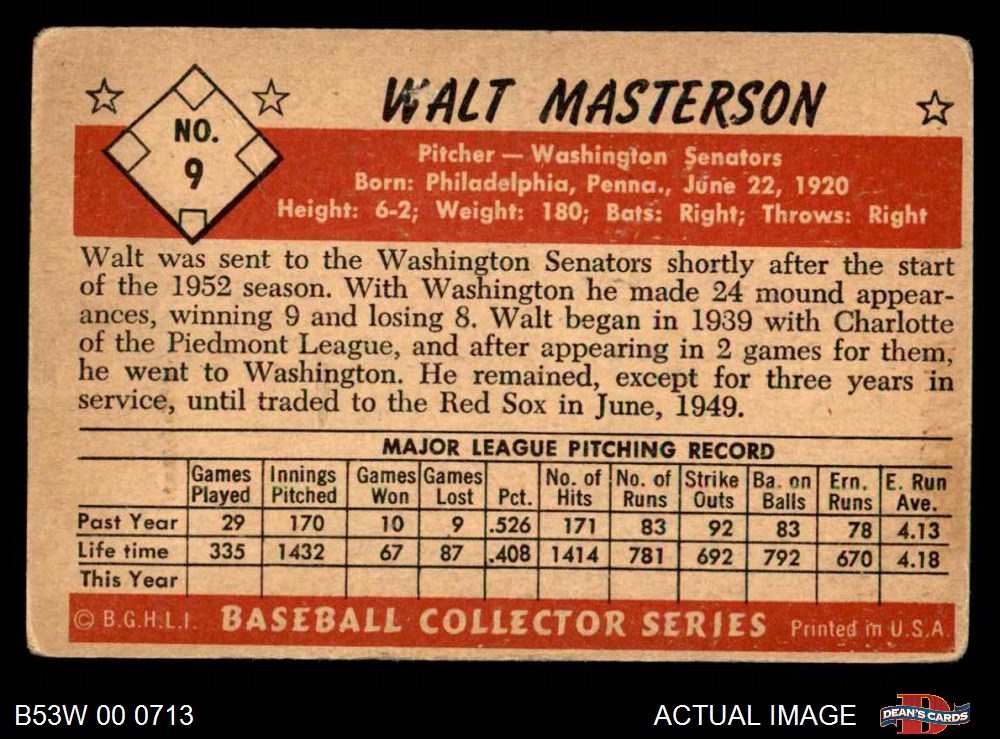 NO.
9
WALT MASTERSON
Pitcher — Washington Senators
Born: Philadelphia, Penna., June 22, 1920
Height: 6-2; Weight: 180; Bats: Right; Throws: Right
Walt was sent to the Washington Senators shortly after the start
of the 1952 season. With Washington he made 24 mound appear-
ances, winning 9 and losing 8. Walt began in 1939 with Charlotte
of the Piedmont League, and after appearing in 2 games for them,
he went to Washington. He remained, except for three years in
service, until traded to the Red Sox in June, 1949.
MAJOR LEAGUE PITCHING RECORD
Games Played Innings Pitched Games Won Games Lost Pct. No. of Hits No. of Runs Strike Outs Ba. on Balls Ern. Runs E. Run Ave.
Past Year 29 170 10 9 .526 171 83 92 83 78 4.13
Life time 335 1432 67 87 .408 1414 781 692 792 670 4.18
This Year
© B.G.H.L.I. BASEBALL COLLECTOR SERIES Printed in U.S.A.
B53W 00 0713 ACTUAL IMAGE DEAN'S CARDS